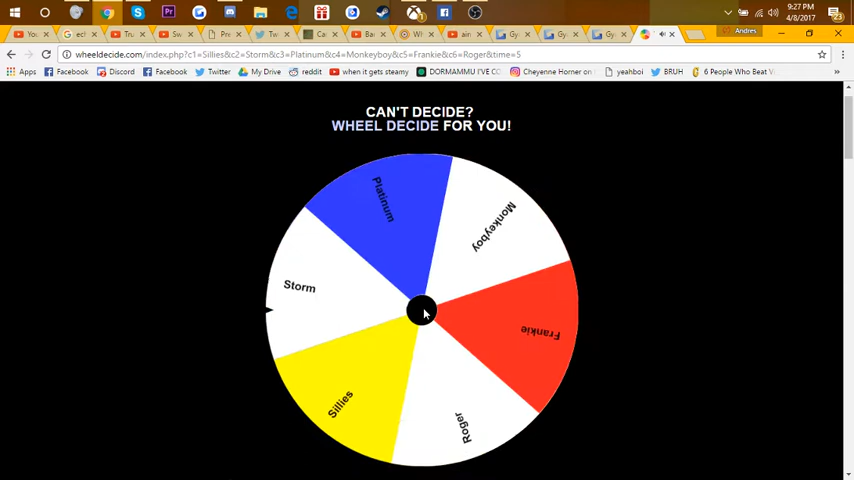 9:27 PM
4/8/2017
Andres
wheeldecide.com/index.php?c1=Sillies&c2=Storm&c3=Platinum&c4=Monkeyboy&c5=Frankie&c6=Roger&time=5
Apps Facebook Discord Facebook Twitter My Drive reddit when it gets steamy DORMAMMU I'VE CO Cheyenne Horner on yeahboi BRUH 6 People Who Beat V
CAN'T DECIDE?
WHEEL DECIDE FOR YOU!
Platinum
Monkeyboy
Storm
Frankie
Sillies
Roger